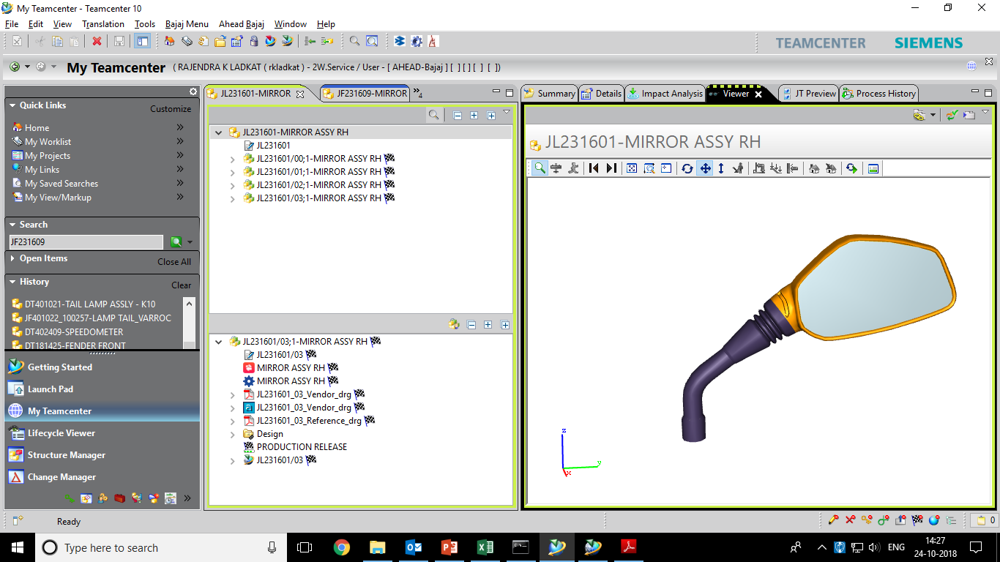 My Teamcenter - Teamcenter 10
File Edit View Translation Tools Bajaj Menu Ahead Bajaj Window Help
TEAMCENTER SIEMENS
My Teamcenter ( RAJENDRA K LADKAT ( rkladkat ) - 2W.Service / User - [ AHEAD-Bajaj ] [ ] [ ] [ ] [ ])
Quick Links
Customize
Home
My Worklist
My Projects
My Links
My Saved Searches
My View/Markup
Search
JF231609
Open Items
Close All
History
Clear
DT401021-TAIL LAMP ASSLY - K10
JF401022_100257-LAMP TAIL_VARROC
DT402409-SPEEDOMETER
DT181425-FENDER FRONT
Getting Started
Launch Pad
My Teamcenter
Lifecycle Viewer
Structure Manager
Change Manager
JL231601-MIRROR JF231609-MIRROR »4
JL231601-MIRROR ASSY RH
JL231601
JL231601/00;1-MIRROR ASSY RH
JL231601/01;1-MIRROR ASSY RH
JL231601/02;1-MIRROR ASSY RH
JL231601/03;1-MIRROR ASSY RH
JL231601/03;1-MIRROR ASSY RH
JL231601/03
MIRROR ASSY RH
MIRROR ASSY RH
JL231601_03_Vendor_drg
JL231601_03_Vendor_drg
JL231601_03_Reference_drg
Design
PRODUCTION RELEASE
JL231601/03
Summary Details Impact Analysis Viewer JT Preview Process History
JL231601-MIRROR ASSY RH
z
y
x
Ready
0
Type here to search
ENG
14:27
24-10-2018